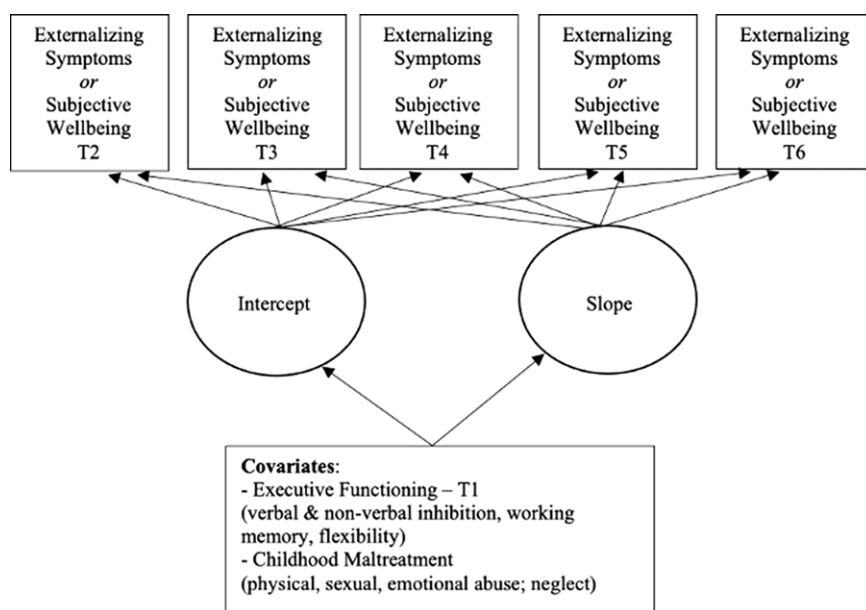 Externalizing
Symptoms
or
Subjective
Wellbeing
T2
Externalizing
Symptoms
or
Subjective
Wellbeing
T3
Externalizing
Symptoms
or
Subjective
Wellbeing
T4
Externalizing
Symptoms
or
Subjective
Wellbeing
T5
Externalizing
Symptoms
or
Subjective
Wellbeing
T6
Intercept
Slope
Covariates:
- Executive Functioning – T1
(verbal & non-verbal inhibition, working
memory, flexibility)
- Childhood Maltreatment
(physical, sexual, emotional abuse; neglect)